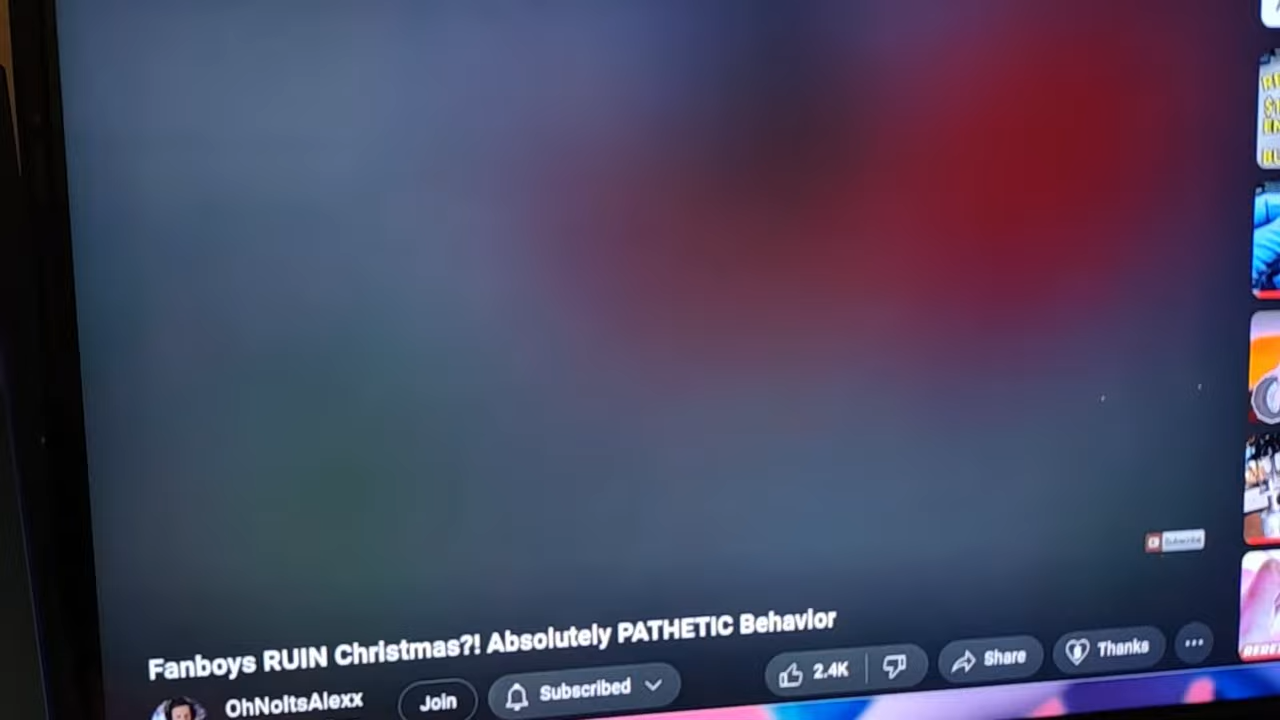 Subscribe
Fanboys RUIN Christmas?! Absolutely PATHETIC Behavior
OhNoItsAlexx
Join
Subscribed
2.4K
Share
Thanks